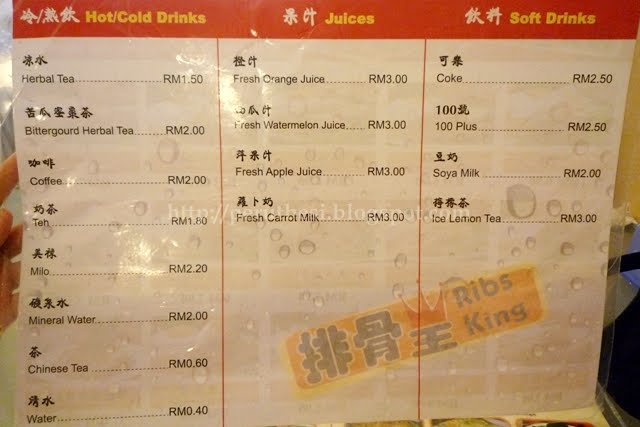 冷/熱飲 Hot/Cold Drinks
涼水
Herbal Tea RM1.50
苦瓜蜜棗茶
Bittergourd Herbal Tea RM2.00
咖啡
Coffee RM2.00
奶茶
Teh RM1.80
美祿
Milo RM2.20
礦泉水
Mineral Water RM2.00
茶
Chinese Tea RM0.60
清水
Water RM0.40
果汁 Juices
橙汁
Fresh Orange Juice RM3.00
西瓜汁
Fresh Watermelon Juice RM3.00
蘋果汁
Fresh Apple Juice RM3.00
蘿卜奶
Fresh Carrot Milk RM3.00
飲料 Soft Drinks
可樂
Coke RM2.50
100號
100 Plus RM2.50
豆奶
Soya Milk RM2.00
檸檬茶
Ice Lemon Tea RM3.00
排骨王 Ribs
King